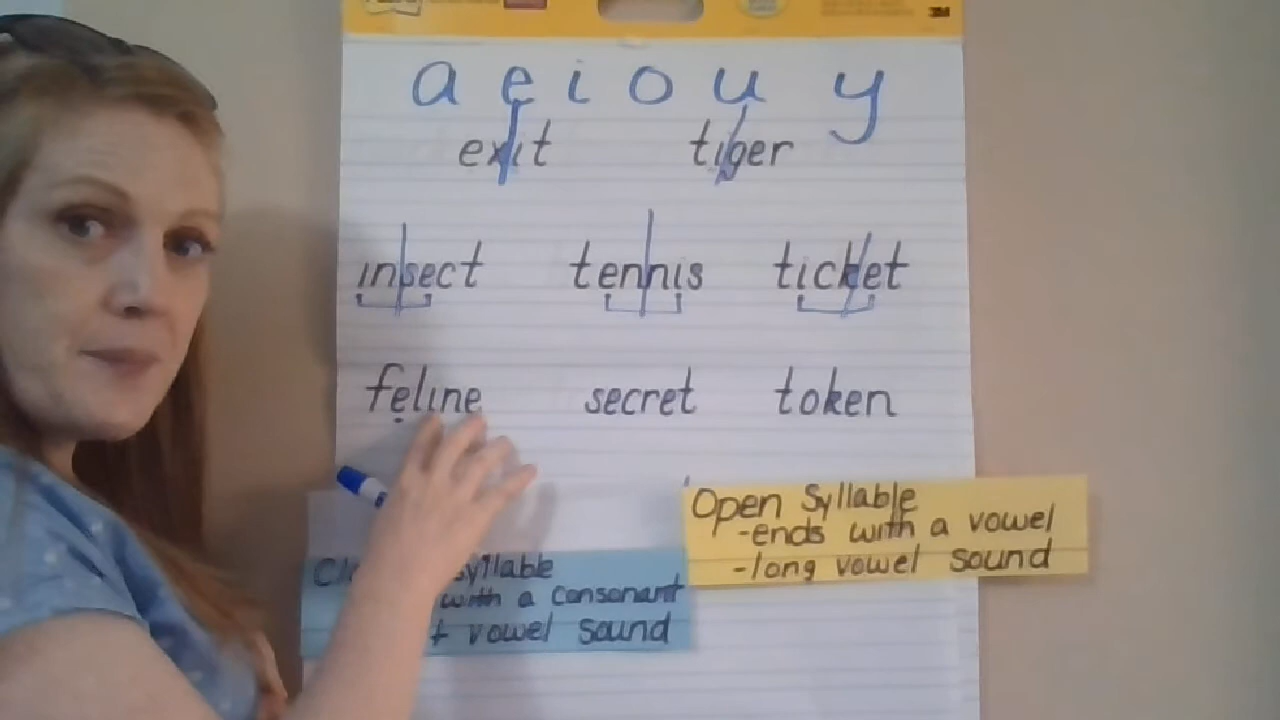 a e i o u y
exit tiger
insect tennis ticket
feline secret token
Open Syllable
-ends with a vowel
-long vowel sound
syllable
with a consonant
vowel sound
3M